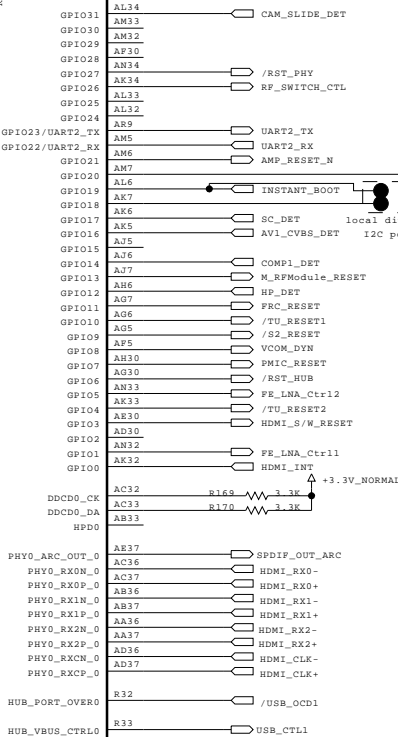 GPIO31 AL34 CAM_SLIDE_DET
GPIO30 AM33
GPIO29 AM32
GPIO28 AF30
GPIO27 AN34 /RST_PHY
GPIO26 AK34 RF_SWITCH_CTL
GPIO25 AL33
GPIO24 AL32
GPIO23/UART2_TX AR9 UART2_TX
GPIO22/UART2_RX AM5 UART2_RX
GPIO21 AM6 AMP_RESET_N
GPIO20 AM7
GPIO19 AL6 INSTANT_BOOT
GPIO18 AK7
GPIO17 AK6 SC_DET local di
GPIO16 AK5 AV1_CVBS_DET I2C po
GPIO15 AJ5
GPIO14 AJ6 COMP1_DET
GPIO13 AJ7 M_RFModule_RESET
GPIO12 AH6 HP_DET
GPIO11 AG7 FRC_RESET
GPIO10 AG6 /TU_RESET1
GPIO9 AG5 /S2_RESET
GPIO8 AF5 VCOM_DYN
GPIO7 AH30 PMIC_RESET
GPIO6 AG30 /RST_HUB
GPIO5 AN33 FE_LNA_Ctrl2
GPIO4 AK33 /TU_RESET2
GPIO3 AE30 HDMI_S/W_RESET
GPIO2 AD30
GPIO1 AN32 FE_LNA_Ctrl1
GPIO0 AK32 HDMI_INT
+3.3V_NORMAL
DDCD0_CK AC32 R169 3.3K
DDCD0_DA AC33 R170 3.3K
HPD0 AB33
PHY0_ARC_OUT_0 AE37 SPDIF_OUT_ARC
PHY0_RX0N_0 AC36 HDMI_RX0-
PHY0_RX0P_0 AC37 HDMI_RX0+
PHY0_RX1N_0 AB36 HDMI_RX1-
PHY0_RX1P_0 AB37 HDMI_RX1+
PHY0_RX2N_0 AA36 HDMI_RX2-
PHY0_RX2P_0 AA37 HDMI_RX2+
PHY0_RXCN_0 AD36 HDMI_CLK-
PHY0_RXCP_0 AD37 HDMI_CLK+
HUB_PORT_OVER0 R32 /USB_OCD1
HUB_VBUS_CTRL0 R33 USB_CTL1